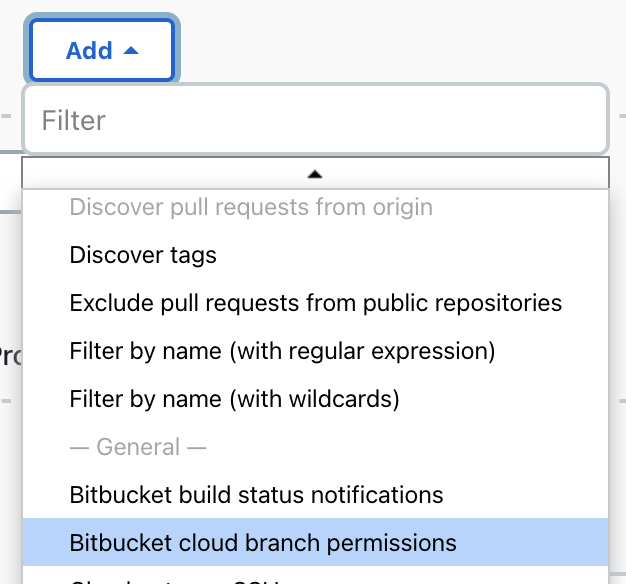 Add
Filter
Discover pull requests from origin
Discover tags
Exclude pull requests from public repositories
Filter by name (with regular expression)
Pro
Filter by name (with wildcards)
— General —
Bitbucket build status notifications
Bitbucket cloud branch permissions